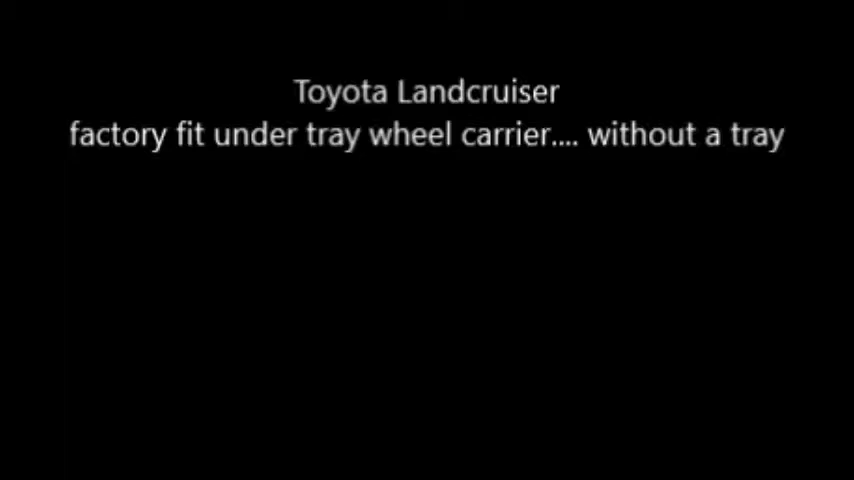 Toyota Landcruiser
factory fit under tray wheel carrier.... without a tray